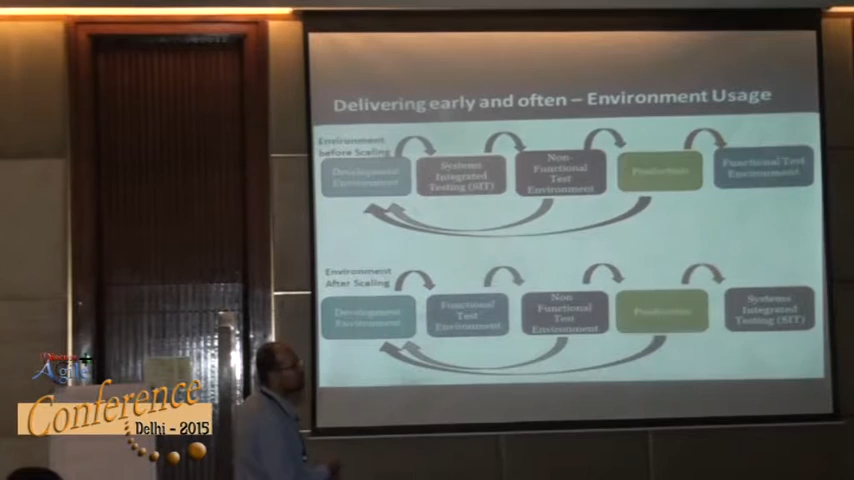 Delivering early and often – Environment Usage
Environment
before Scaling
Development
Environment
Systems
Integrated
Testing (SIT)
Non-
Functional
Test
Environment
Production
Functional Test
Environment
Environment
After Scaling
Development
Environment
Functional
Test
Environment
Non
Functional
Test
Environment
Production
Systems
Integrated
Testing (SIT)
Agile
Conference
Delhi - 2015